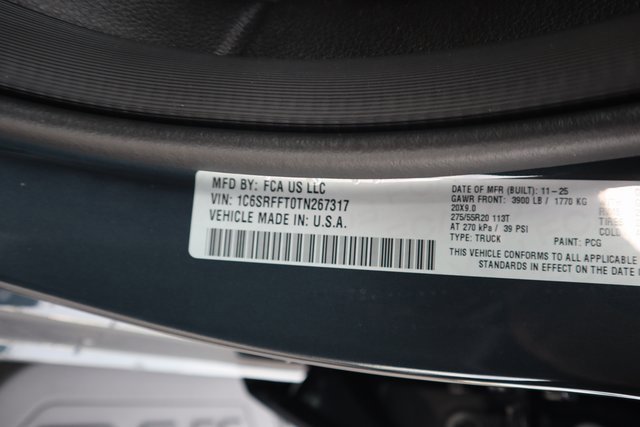 MFD BY: FCA US LLC
VIN: 1C6SRFFT0TN267317
VEHICLE MADE IN: U.S.A.
DATE OF MFR (BUILT): 11-25
GAWR FRONT: 3900 LB / 1770 KG
20X9.0
275/55R20 113T
AT 270 kPa / 39 PSI
TYPE: TRUCK PAINT: PCG
THIS VEHICLE CONFORMS TO ALL APPLICABLE
STANDARDS IN EFFECT ON THE DATE